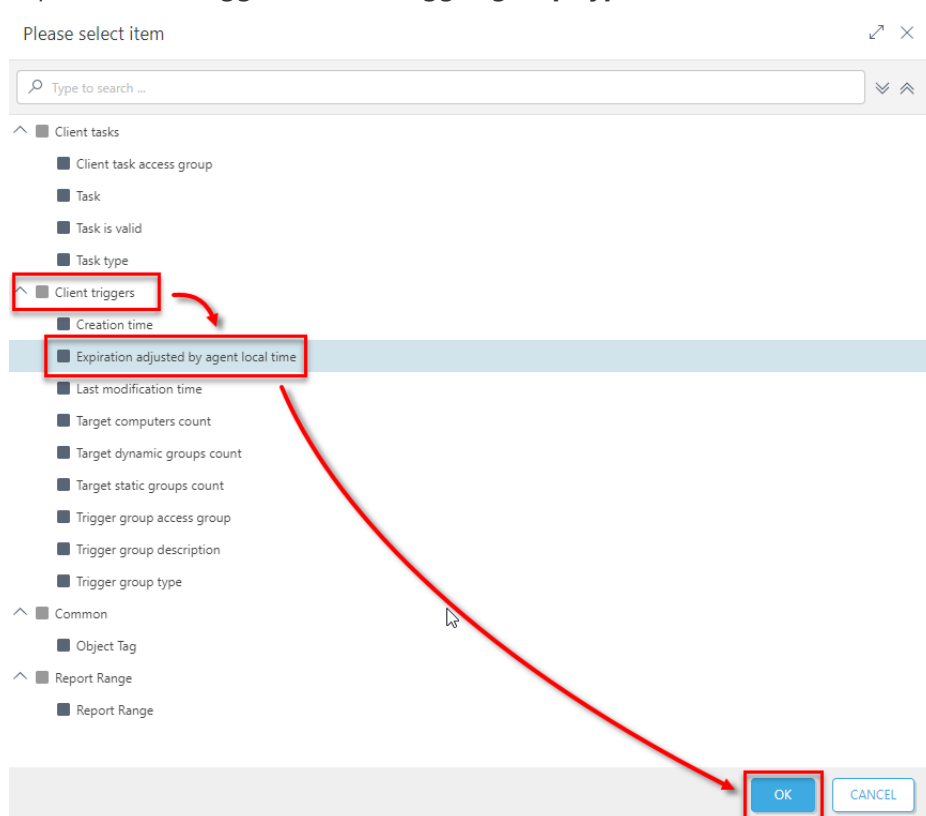 Please select item
Type to search ...
Client tasks
Client task access group
Task
Task is valid
Task type
Client triggers
Creation time
Expiration adjusted by agent local time
Last modification time
Target computers count
Target dynamic groups count
Target static groups count
Trigger group access group
Trigger group description
Trigger group type
Common
Object Tag
Report Range
Report Range
OK CANCEL